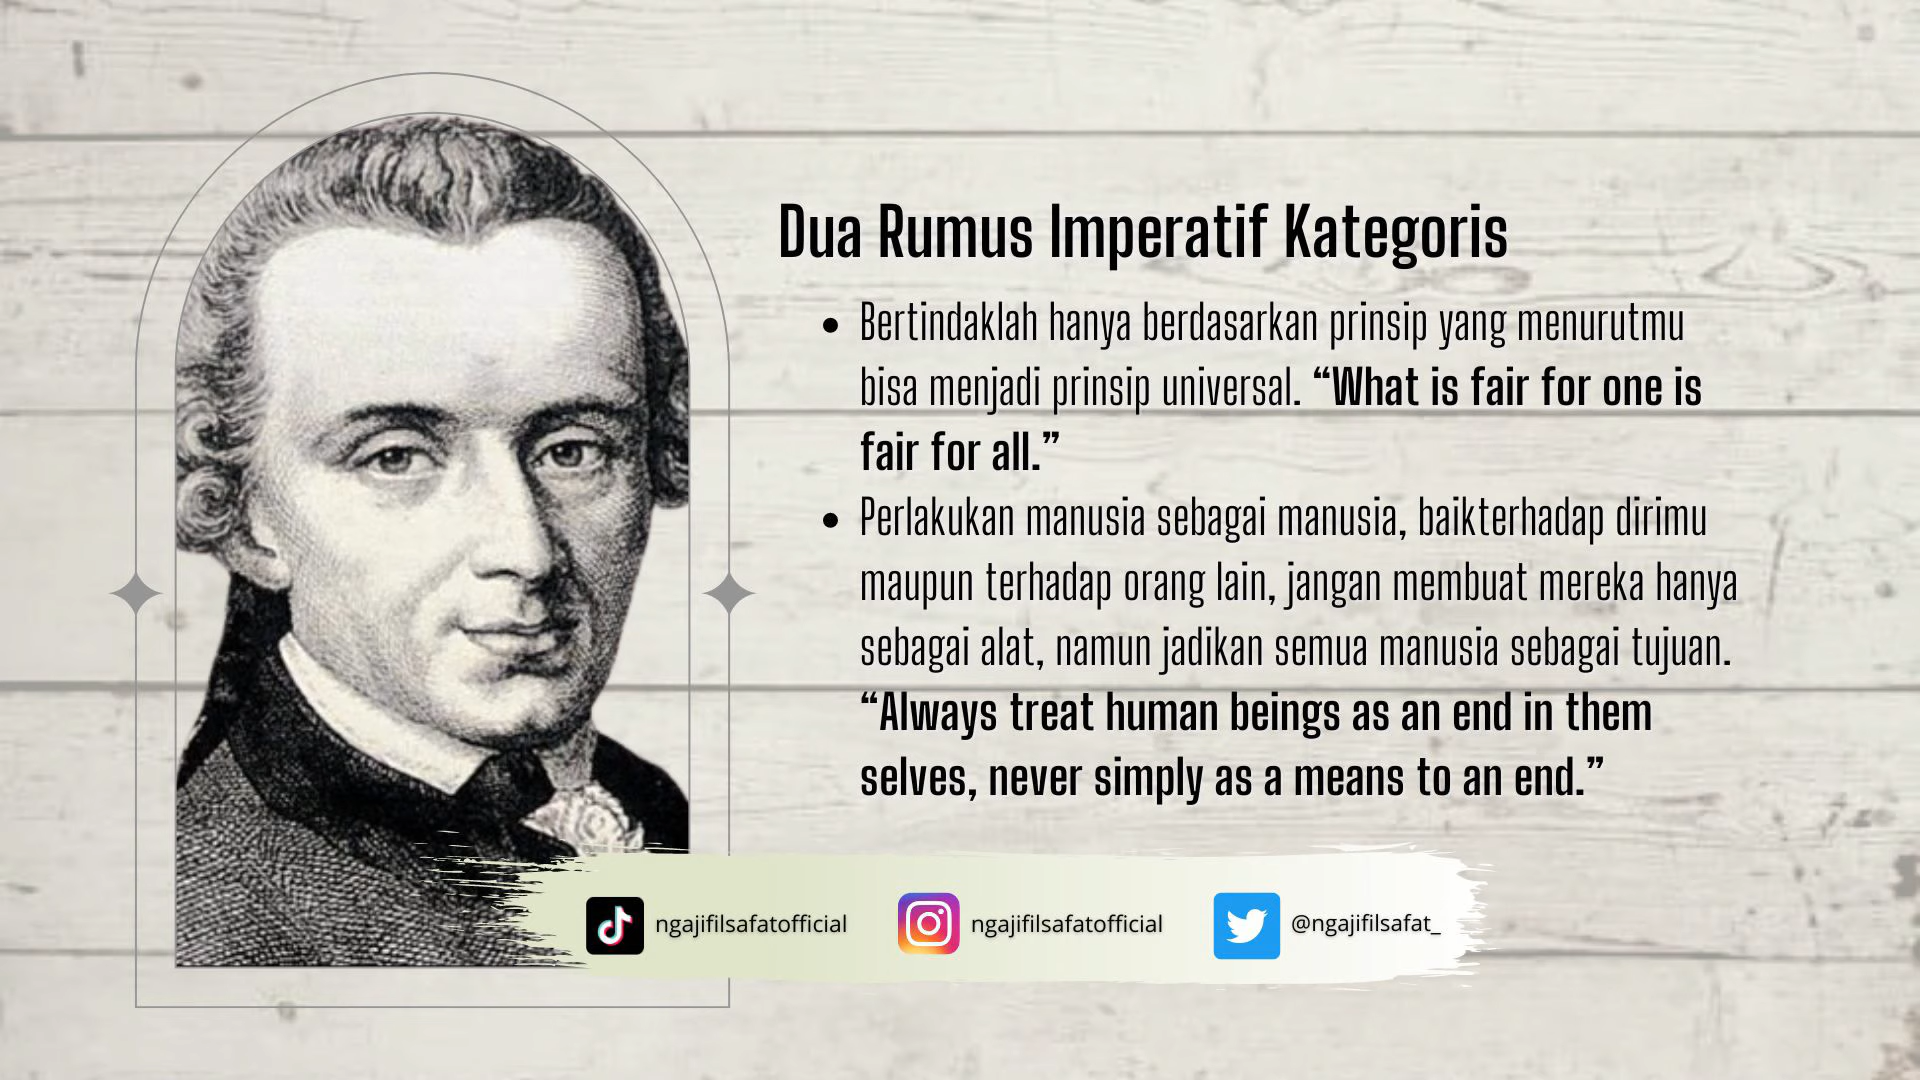 Dua Rumus Imperatif Kategoris
Bertindaklah hanya berdasarkan prinsip yang menurutmu
bisa menjadi prinsip universal. “What is fair for one is
fair for all.”
Perlakukan manusia sebagai manusia, baikterhadap dirimu
maupun terhadap orang lain, jangan membuat mereka hanya
sebagai alat, namun jadikan semua manusia sebagai tujuan.
“Always treat human beings as an end in them
selves, never simply as a means to an end.”
ngajifilsafatofficial
ngajifilsafatofficial
@ngajifilsafat_